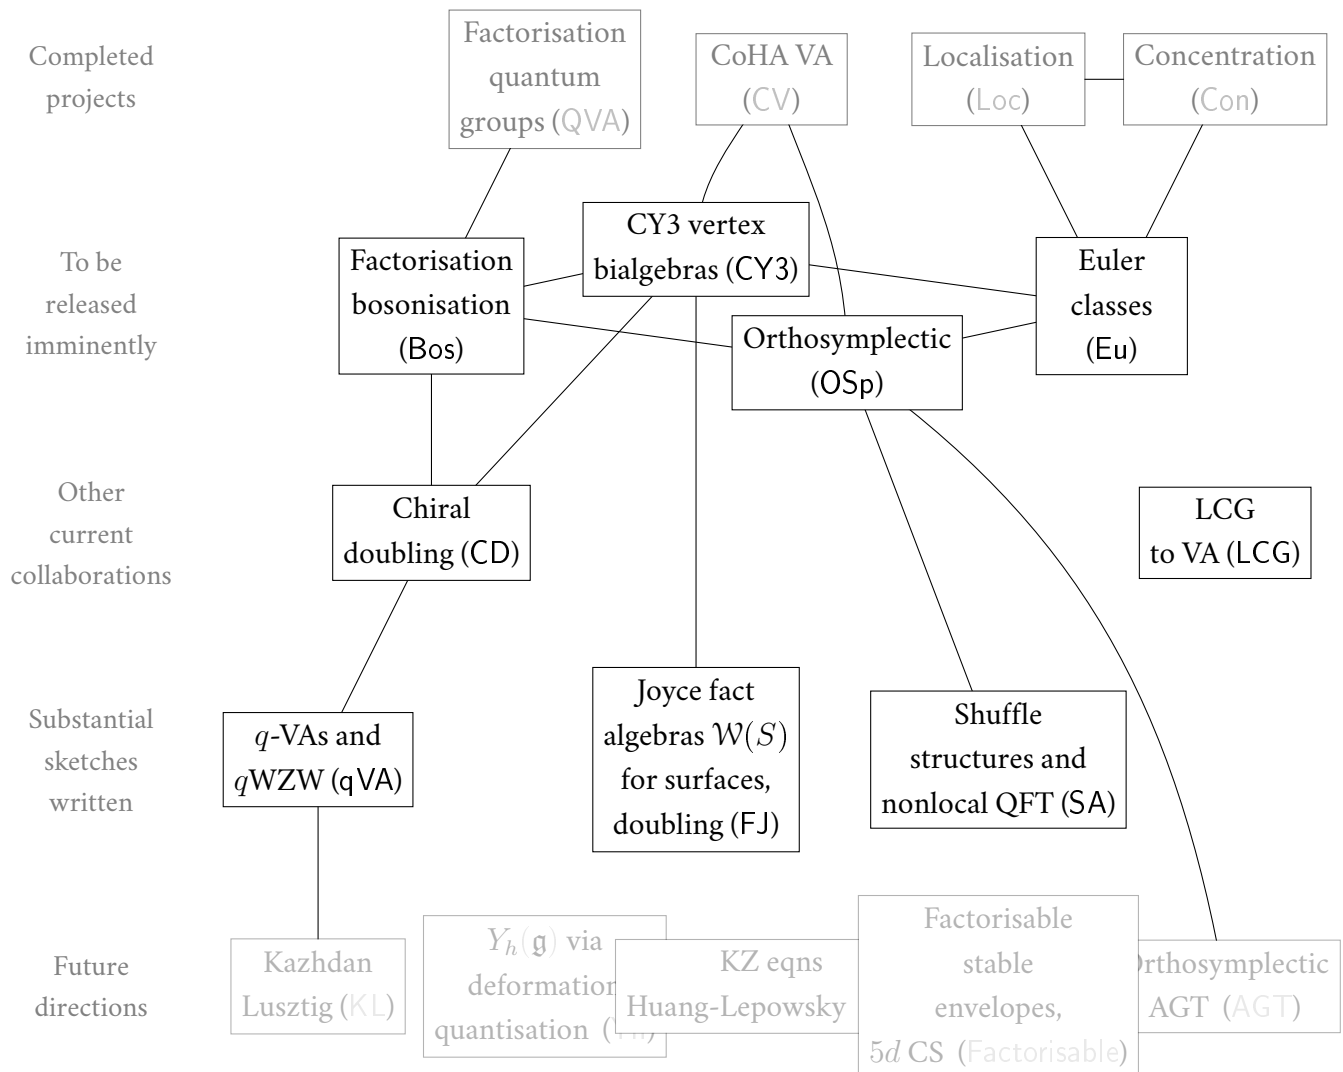 Completed
projects
Factorisation
quantum
groups (QVA)
CoHA VA
(CV)
Localisation
(Loc)
Concentration
(Con)
To be
released
imminently
Factorisation
bosonisation
(Bos)
CY3 vertex
bialgebras (CY3)
Orthosymplectic
(OSp)
Euler
classes
(Eu)
Other
current
collaborations
Chiral
doubling (CD)
LCG
to VA (LCG)
Substantial
sketches
written
q-VAs and
qWZW (qVA)
Joyce fact
algebras 𝒲(S)
for surfaces,
doubling (FJ)
Shuffle
structures and
nonlocal QFT (SA)
Future
directions
Kazhdan
Lusztig (KL)
Yₕ(𝔤) via
deformation
quantisation
KZ eqns
Huang-Lepowsky
Factorisable
stable
envelopes,
5d CS (Factorisable)
Orthosymplectic
AGT (AGT)